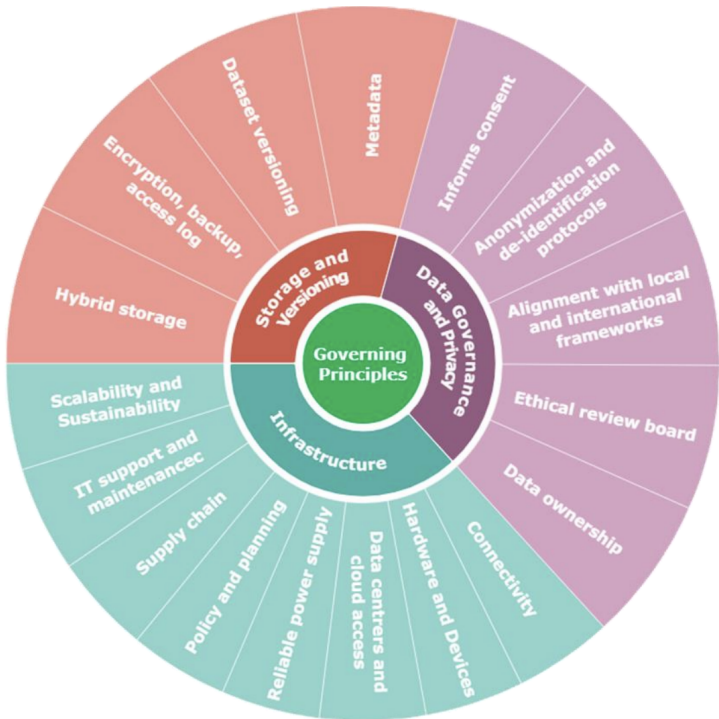 Governing
Principles
Storage and
Versioning
Data Governance
and Privacy
Infrastructure
Metadata
Informs consent
Anonymization and
de-identification
protocols
Alignment with local
and international
frameworks
Ethical review board
Data ownership
Connectivity
Hardware and Devices
Data centrers and
cloud access
Reliable power supply
Policy and planning
Supply chain
IT support and
maintenancec
Scalability and
Sustainability
Hybrid storage
Encryption, backup,
access log
Dataset versioning